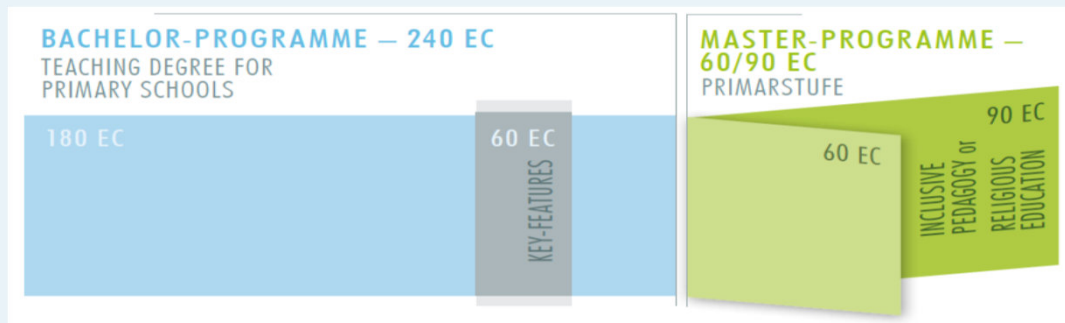 BACHELOR-PROGRAMME — 240 EC
TEACHING DEGREE FOR
PRIMARY SCHOOLS
180 EC
60 EC
KEY-FEATURES
MASTER-PROGRAMME —
60/90 EC
PRIMARSTUFE
60 EC
90 EC
INCLUSIVE
PEDAGOGY or
RELIGIOUS
EDUCATION